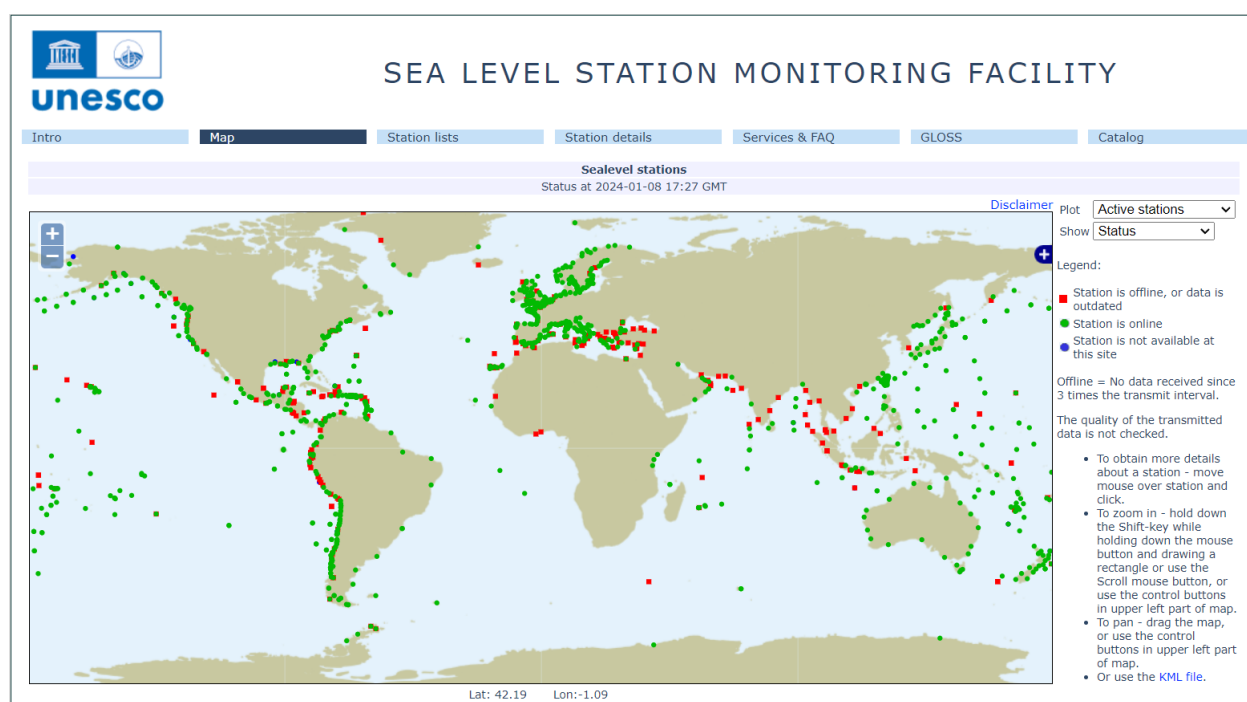 unesco
SEA LEVEL STATION MONITORING FACILITY
Intro
Map
Station lists
Station details
Services & FAQ
GLOSS
Catalog
Sealevel stations
Status at 2024-01-08 17:27 GMT
Disclaimer
Plot Active stations
Show Status
+
−
+
Legend:
Station is offline, or data is
outdated
Station is online
Station is not available at
this site
Offline = No data received since
3 times the transmit interval.
The quality of the transmitted
data is not checked.
• To obtain more details
about a station - move
mouse over station and
click.
• To zoom in - hold down
the Shift-key while
holding down the mouse
button and drawing a
rectangle or use the
Scroll mouse button, or
use the control buttons
in upper left part of map.
• To pan - drag the map,
or use the control
buttons in upper left part
of map.
• Or use the KML file.
Lat: 42.19 Lon:-1.09